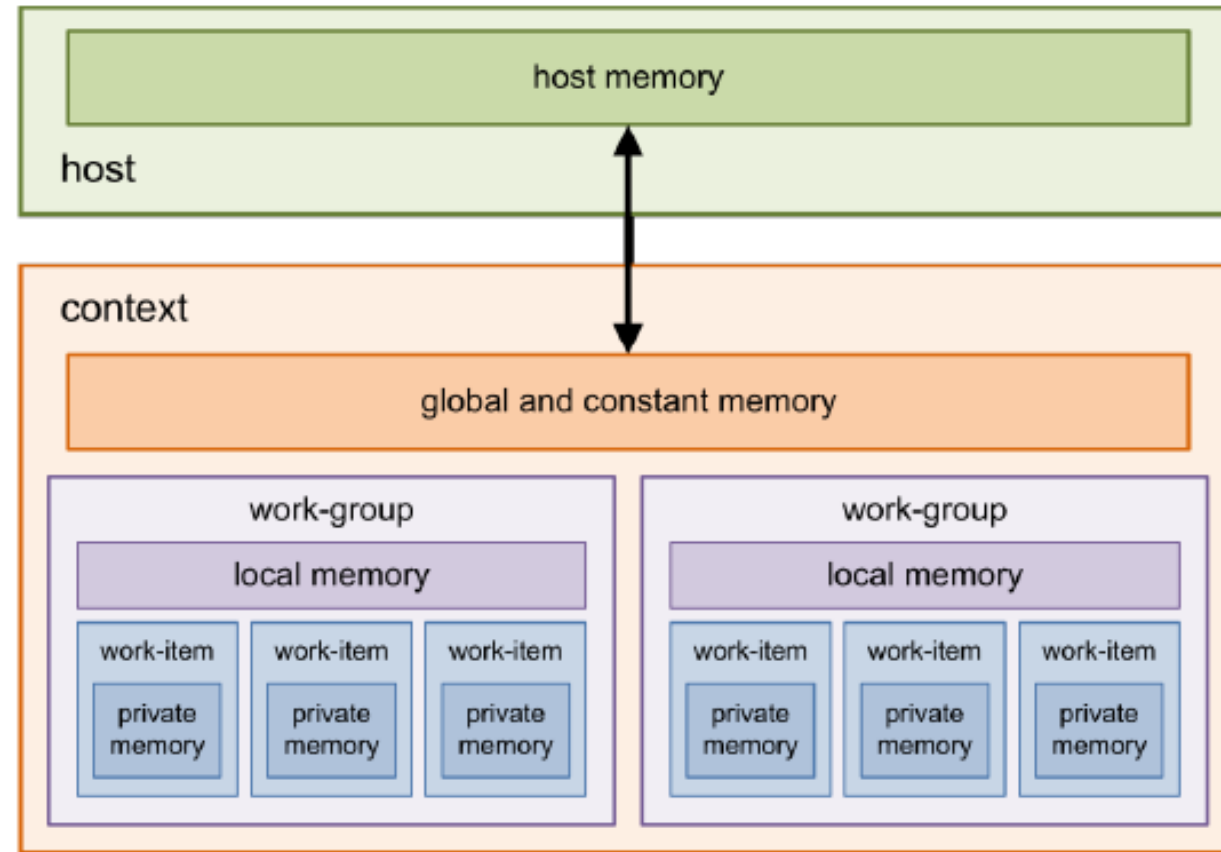 host memory
host
context
global and constant memory
work-group
local memory
work-item
private
memory
work-item
private
memory
work-item
private
memory
work-group
local memory
work-item
private
memory
work-item
private
memory
work-item
private
memory